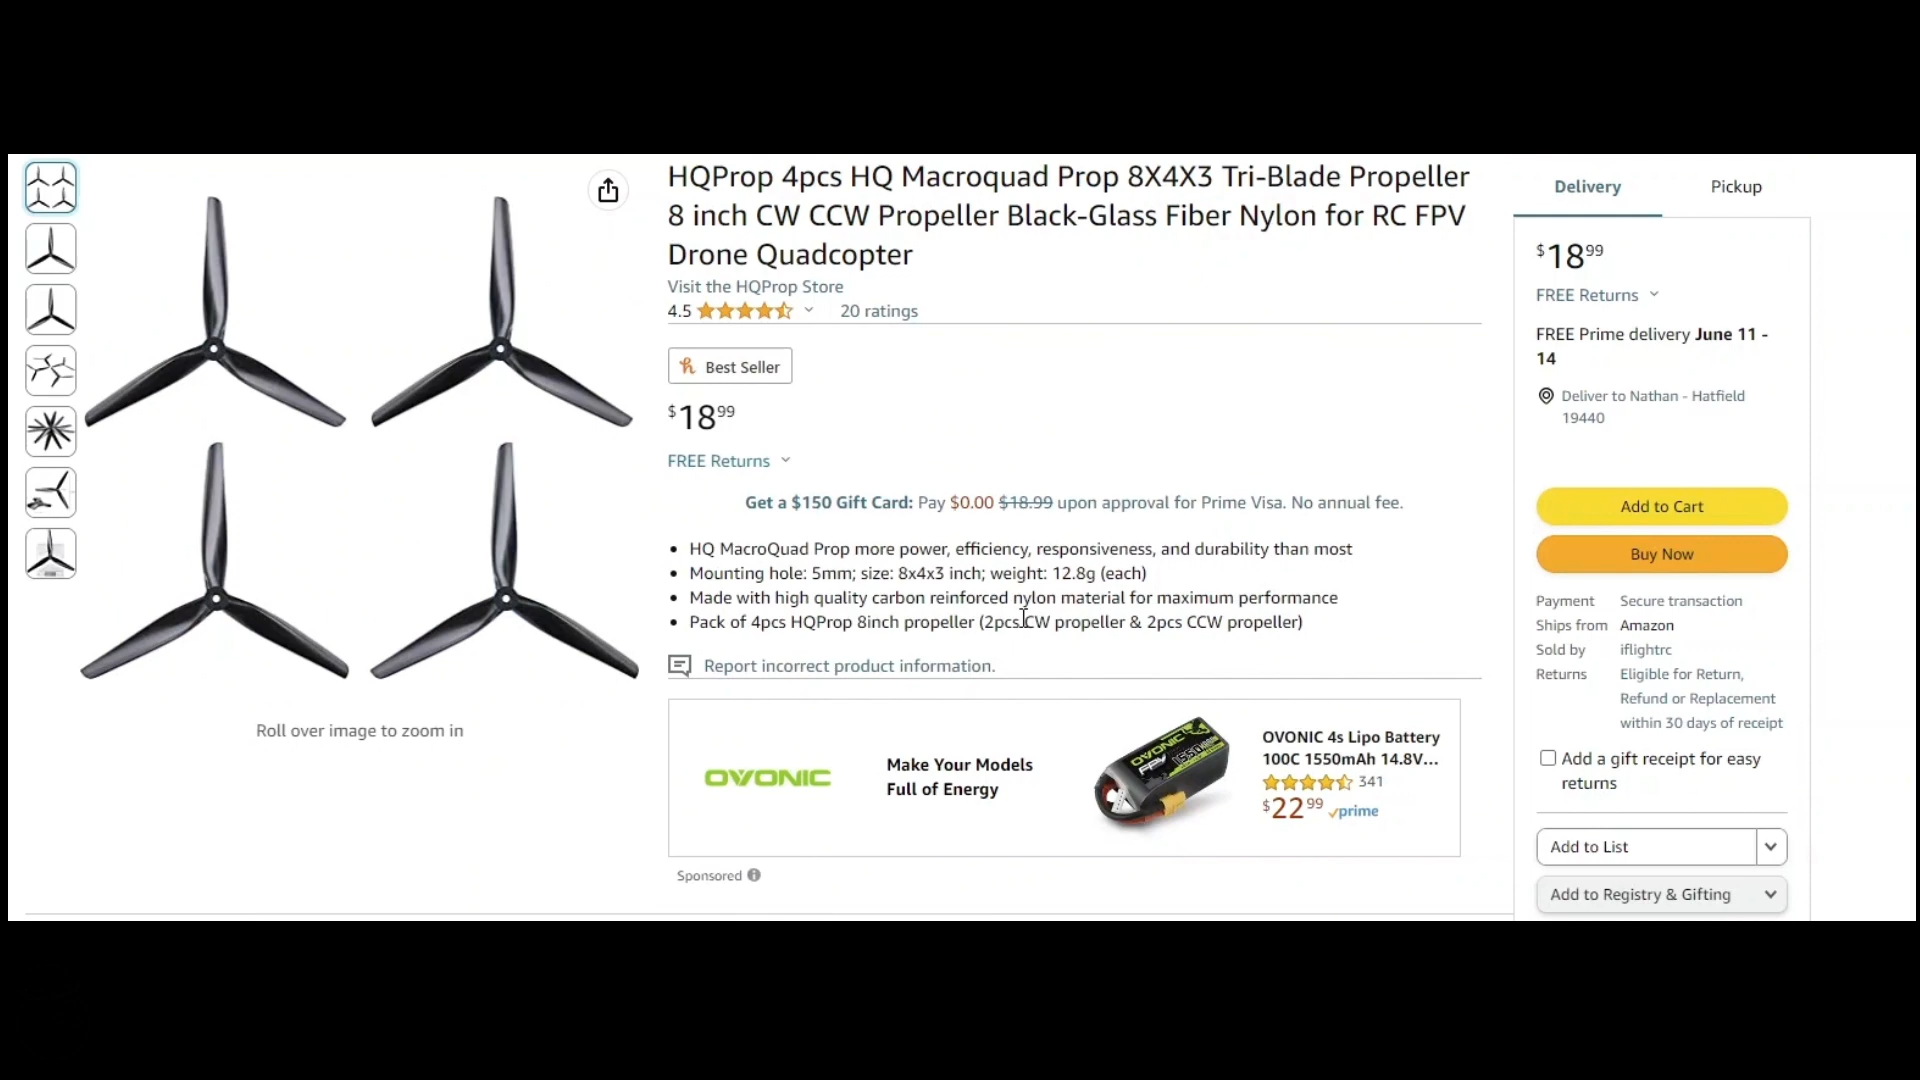 HQProp 4pcs HQ Macroquad Prop 8X4X3 Tri-Blade Propeller
8 inch CW CCW Propeller Black-Glass Fiber Nylon for RC FPV
Drone Quadcopter
Visit the HQProp Store
4.5 20 ratings
Best Seller
$18.99
FREE Returns
Get a $150 Gift Card: Pay $0.00 $18.99 upon approval for Prime Visa. No annual fee.
HQ MacroQuad Prop more power, efficiency, responsiveness, and durability than most
Mounting hole: 5mm; size: 8x4x3 inch; weight: 12.8g (each)
Made with high quality carbon reinforced nylon material for maximum performance
Pack of 4pcs HQProp 8inch propeller (2pcs CW propeller & 2pcs CCW propeller)
Report incorrect product information.
Roll over image to zoom in
OVONIC
Make Your Models
Full of Energy
OVONIC
FPV
1550
OVONIC 4s Lipo Battery
100C 1550mAh 14.8V...
341
$22.99 prime
Sponsored
Delivery Pickup
$18.99
FREE Returns
FREE Prime delivery June 11 -
14
Deliver to Nathan - Hatfield
19440
Add to Cart
Buy Now
Payment Secure transaction
Ships from Amazon
Sold by iflightrc
Returns Eligible for Return,
Refund or Replacement
within 30 days of receipt
Add a gift receipt for easy
returns
Add to List
Add to Registry & Gifting